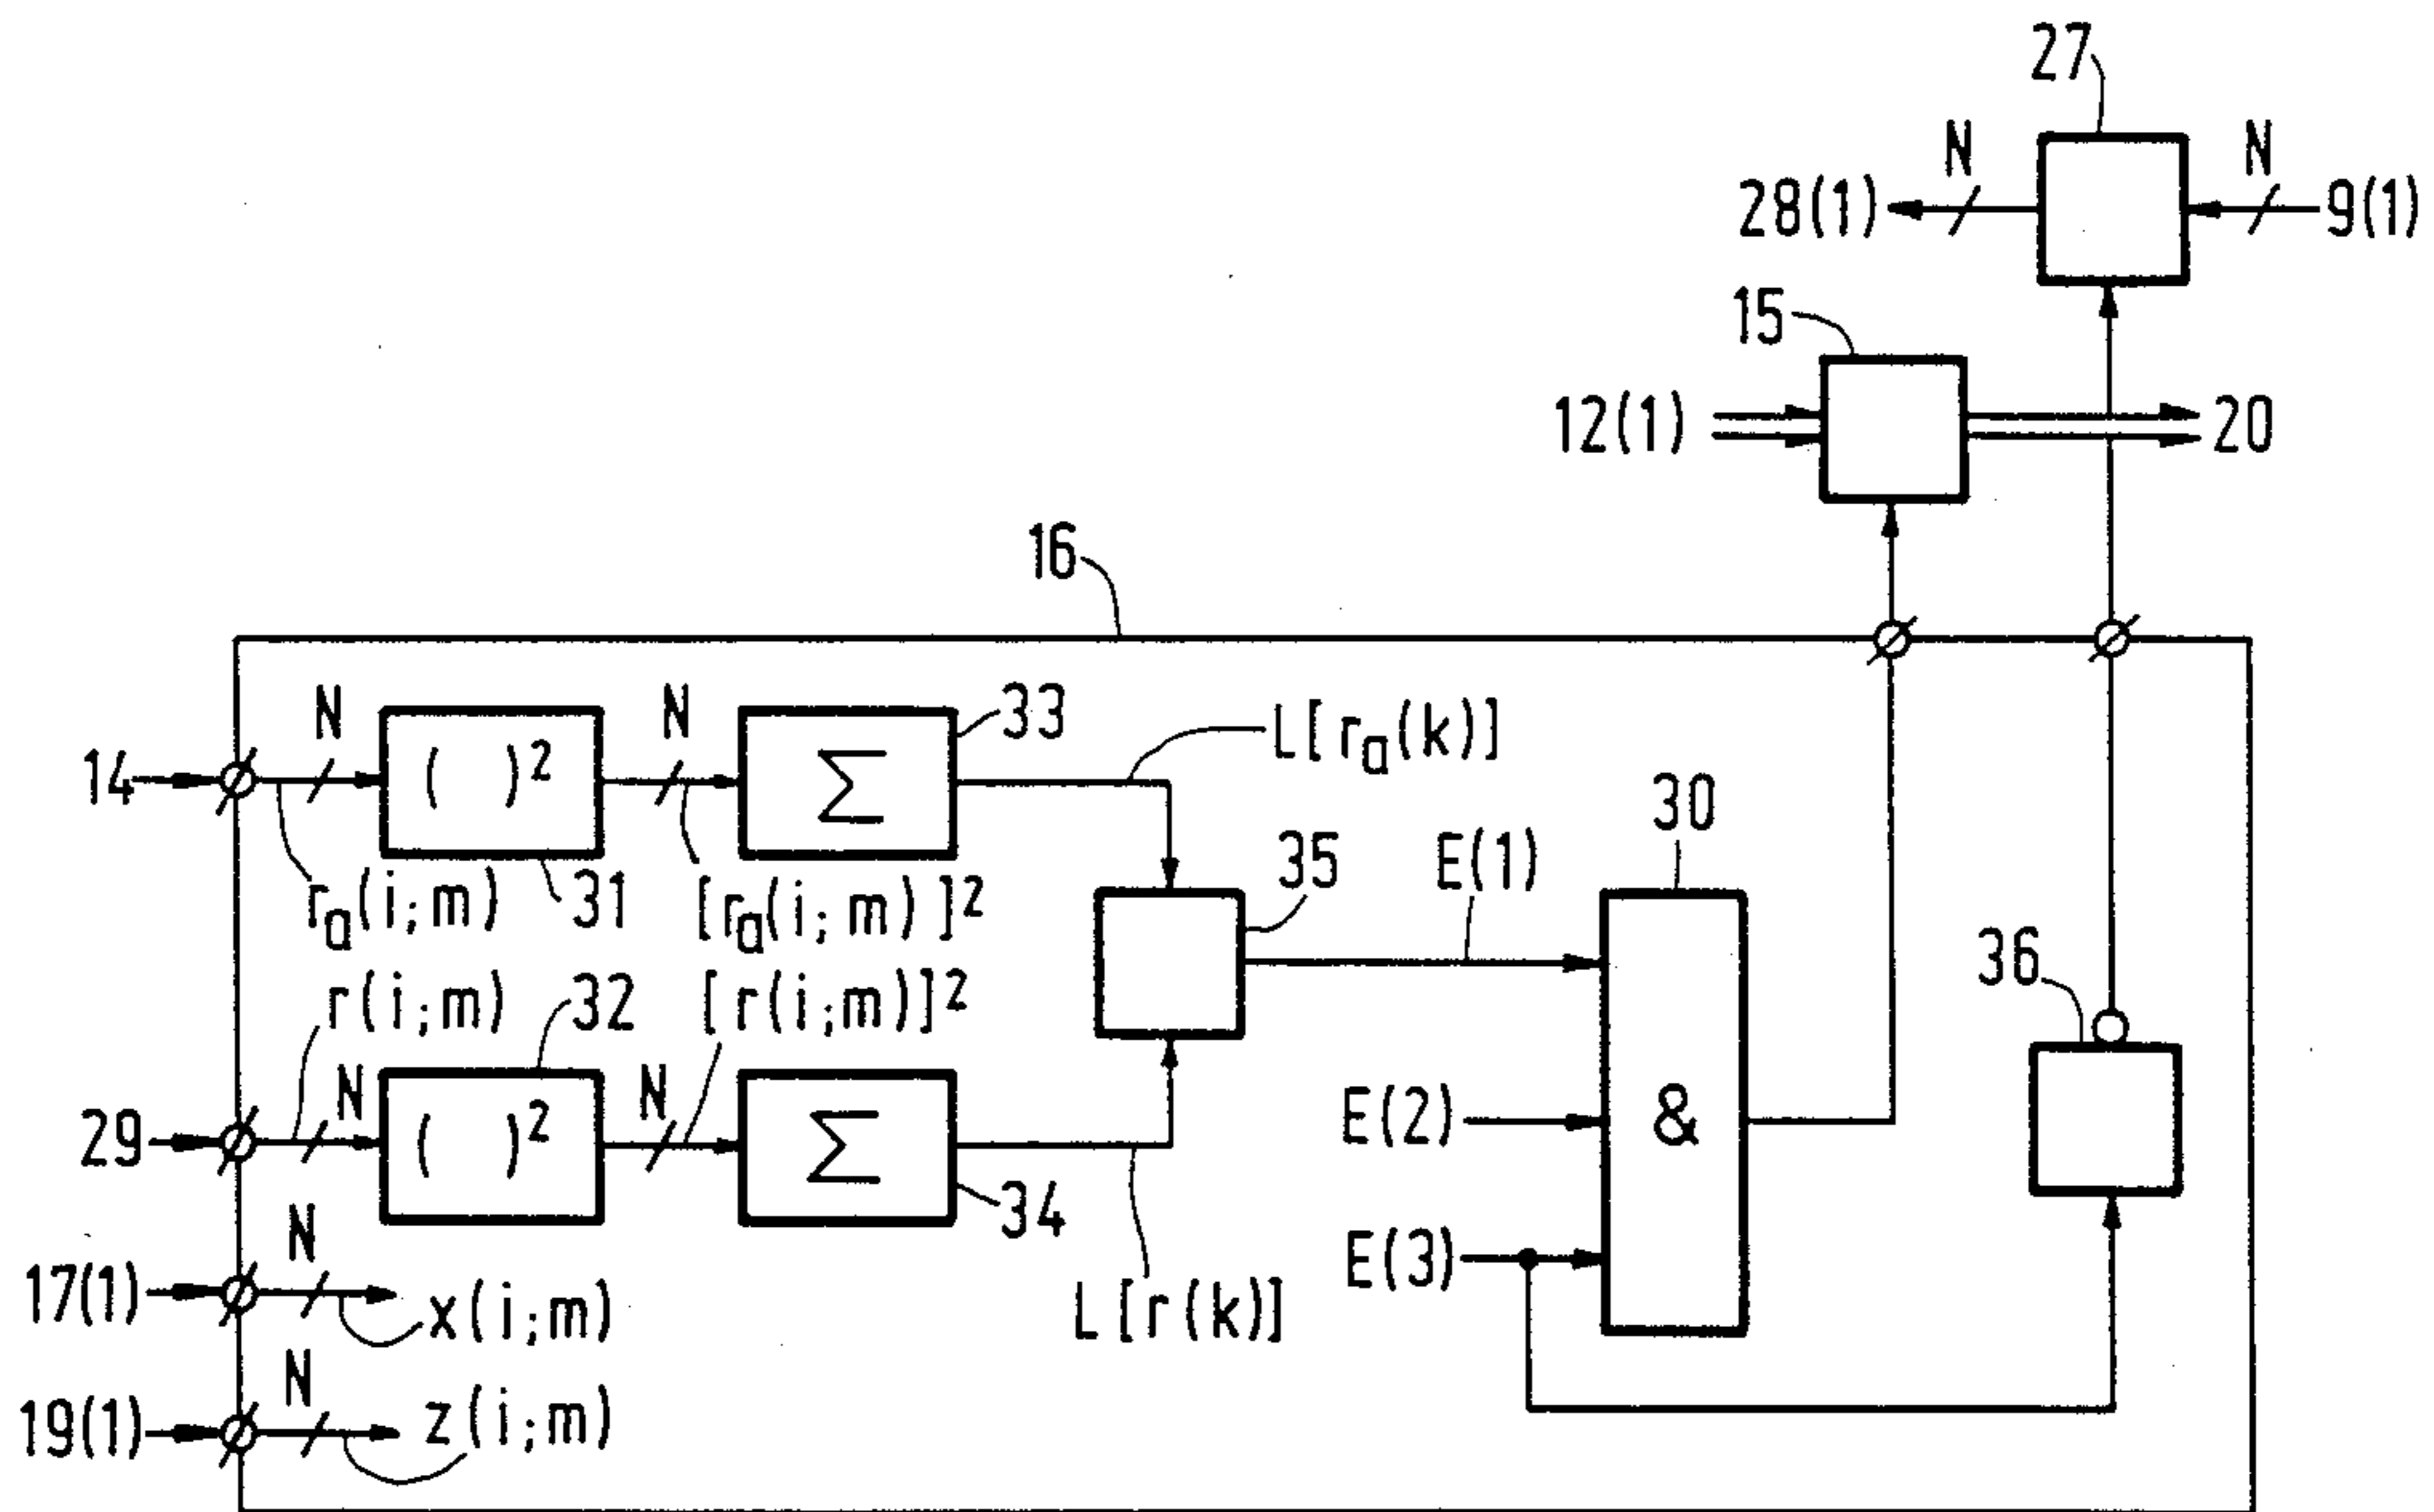 27
N
N
28(1)
9(1)
15
12(1)
20
16
N
N
33
L[ra(k)]
14
( )²
Σ
30
ra(i;m)
31
[ra(i;m)]²
35
E(1)
r(i;m)
32
[r(i;m)]²
36
N
N
29
( )²
Σ
E(2)
&
34
N
17(1)
x(i;m)
L[r(k)]
E(3)
N
19(1)
z(i;m)